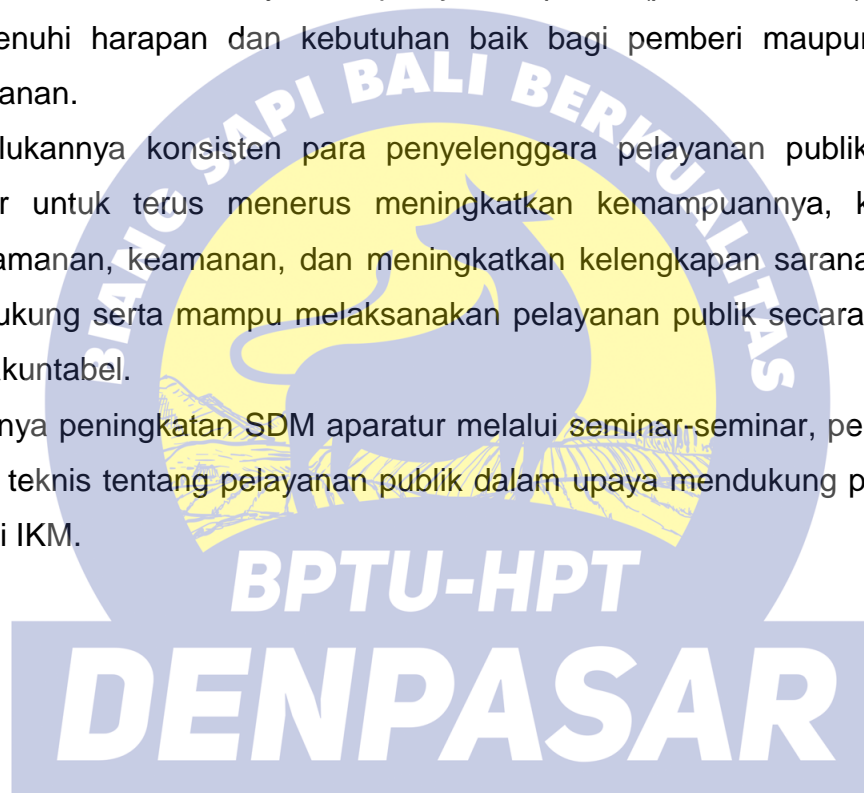 enuhi harapan dan kebutuhan baik bagi pemberi maupun
anan.
lukannya konsisten para penyelenggara pelayanan publik
r untuk terus menerus meningkatkan kemampuannya, k
amanan, keamanan, dan meningkatkan kelengkapan sarana
ukung serta mampu melaksanakan pelayanan publik secara
kuntabel.
nya peningkatan SDM aparatur melalui seminar-seminar, pe
teknis tentang pelayanan publik dalam upaya mendukung p
i IKM.
BIANG SAPI BALI BERKUALITAS
BPTU-HPT
DENPASAR